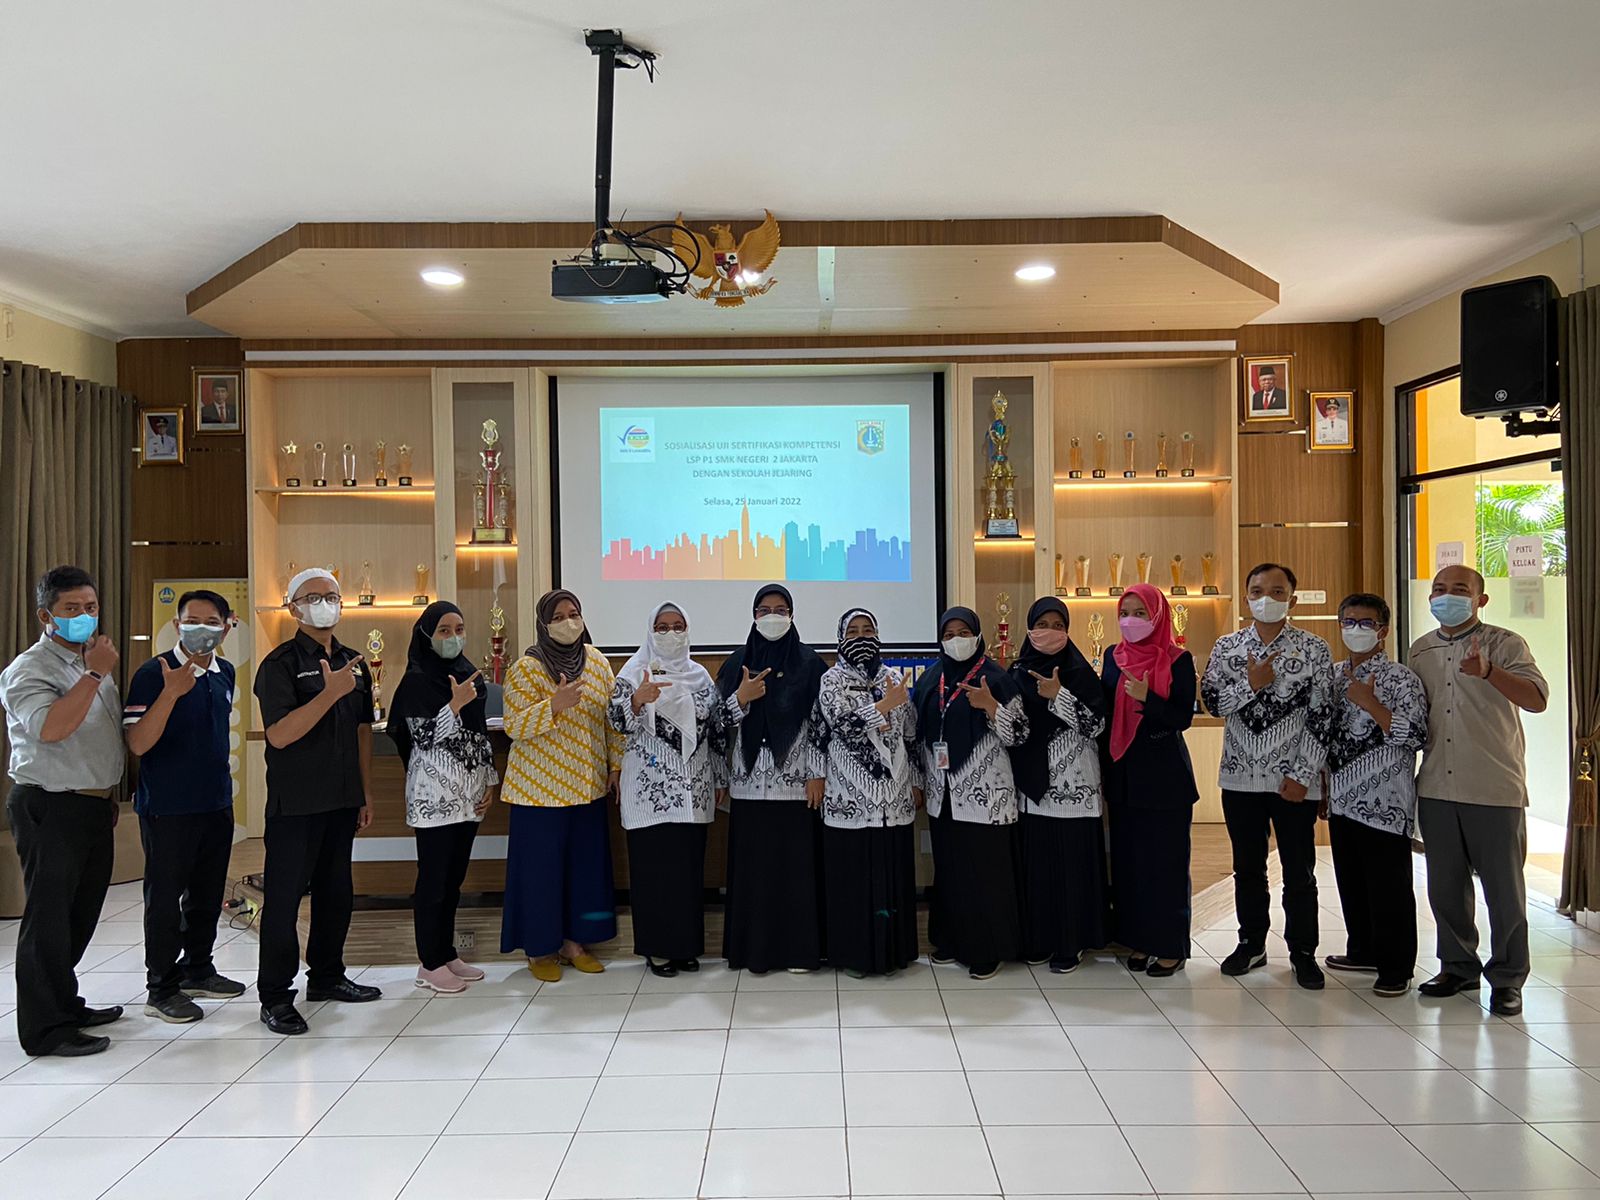 SOSIALISASI UJI SERTIFIKASI KOMPETENSI
LSP P1 SMK NEGERI 2 JAKARTA
DENGAN SEKOLAH JEJARING
Selasa, 25 Januari 2022
PINTU
KELUAR
INSTRUKTUR